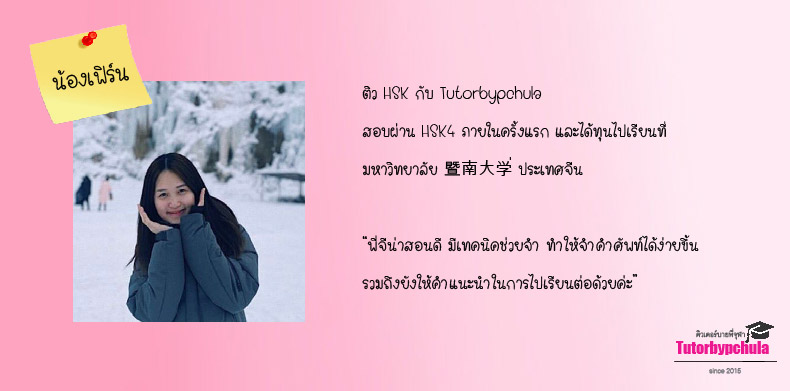 น้องเฟิร์น
ติว HSK กับ Tutorbypchula
สอบผ่าน HSK4 ภายในครั้งแรก และได้ทุนไปเรียนที่
มหาวิทยาลัย 暨南大学 ประเทศจีน
“พี่จีน่าสอนดี มีเทคนิคช่วยจำ ทำให้จำคำศัพท์ได้ง่ายขึ้น
รวมถึงยังให้คำแนะนำในการไปเรียนต่อด้วยค่ะ”
ติวเตอร์บายพี่จุฬา
Tutorbypchula
since 2015